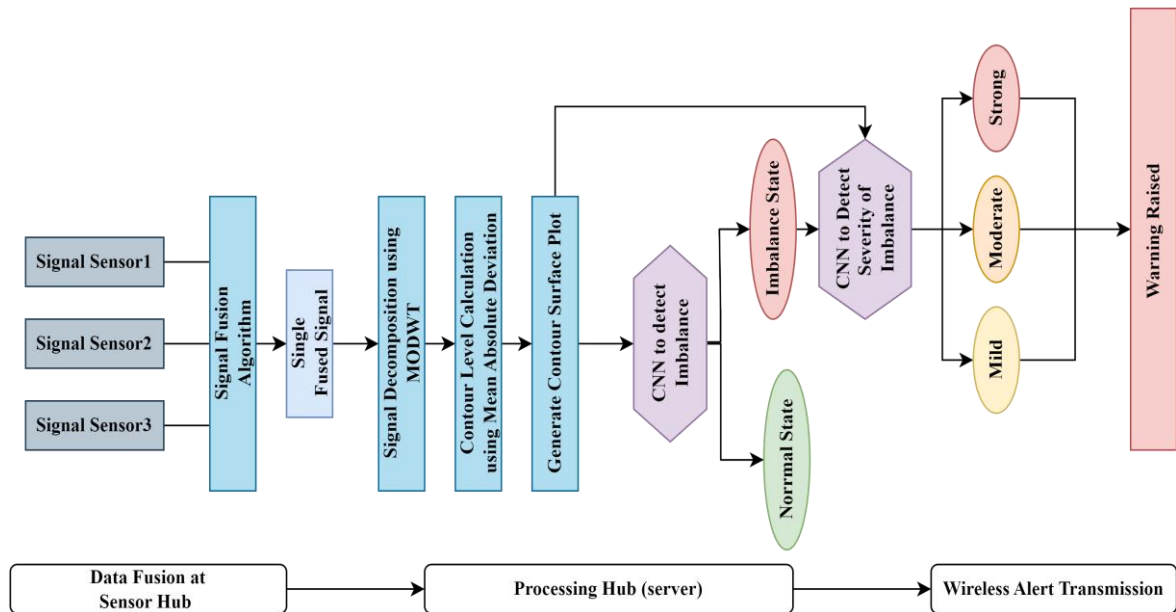 Signal Sensor1
Signal Sensor2
Signal Sensor3
Signal Fusion
Algorithm
Single
Fused Signal
Signal Decomposition using
MODWT
Contour Level Calculation
using Mean Absolute Deviation
Generate Contour Surface Plot
CNN to detect
Imbalance
Imbalance State
Norrmal State
CNN to Detect
Severity of
Imbalance
Strong
Moderate
Mild
Warning Raised
Data Fusion at
Sensor Hub
Processing Hub (server)
Wireless Alert Transmission